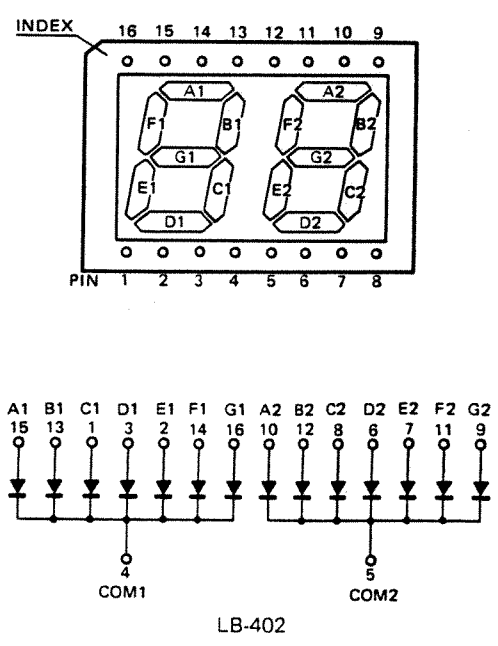 INDEX
16 15 14 13 12 11 10 9
A1 A2
F1 B1 F2 B2
G1 G2
E1 C1 E2 C2
D1 D2
PIN 1 2 3 4 5 6 7 8
A1 B1 C1 D1 E1 F1 G1 A2 B2 C2 D2 E2 F2 G2
15 13 1 3 2 14 16 10 12 8 6 7 11 9
4 5
COM1 COM2
LB-402